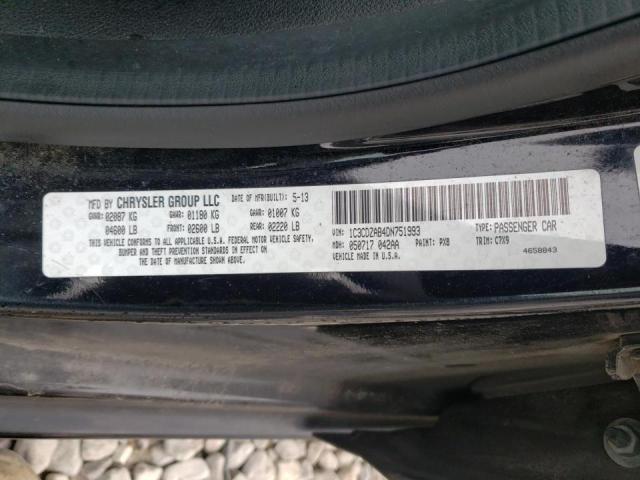 MFD BY CHRYSLER GROUP LLC DATE OF MFR(BUILT): 5-13
GVWR: 02087 KG GAWR: 01180 KG GAWR: 01007 KG
04600 LB FRONT: 02600 LB REAR: 02220 LB
THIS VEHICLE CONFORMS TO ALL APPLICABLE U.S.A. FEDERAL MOTOR VEHICLE SAFETY,
BUMPER AND THEFT PREVENTION STANDARDS IN EFFECT ON
THE DATE OF MANUFACTURE SHOWN ABOVE.
VIN: 1C3CDZAB4DN751993 TYPE: PASSENGER CAR
MDH: 050717 042AA PAINT: PX8 TRIM: C7X9
VEHICLE MADE IN U.S.A. 4658843